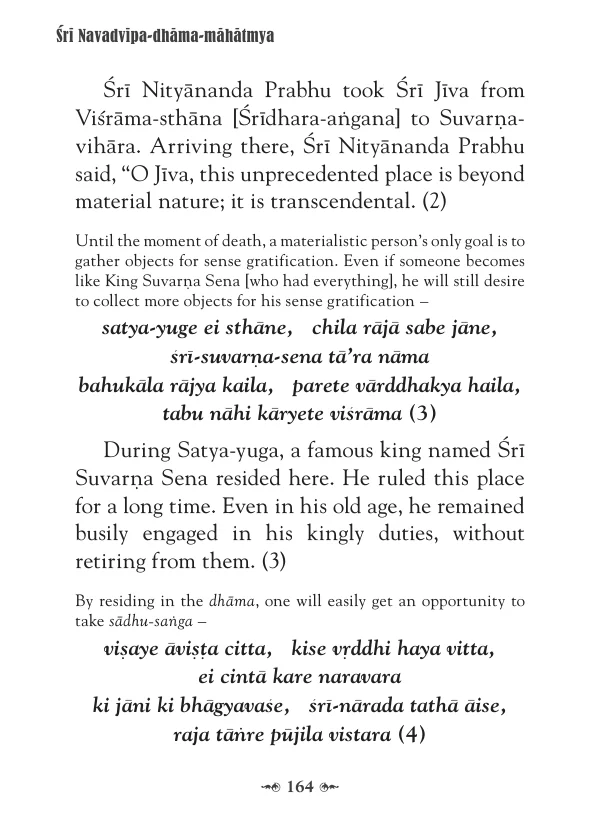 Śrī Navadvīpa-dhāma-māhātmya
Śrī Nityānanda Prabhu took Śrī Jīva from
Viśrāma-sthāna [Śrīdhara-aṅgana] to Suvarṇa-
vihāra. Arriving there, Śrī Nityānanda Prabhu
said, “O Jīva, this unprecedented place is beyond
material nature; it is transcendental. (2)
Until the moment of death, a materialistic person’s only goal is to
gather objects for sense gratification. Even if someone becomes
like King Suvarṇa Sena [who had everything], he will still desire
to collect more objects for his sense gratification –
satya-yuge ei sthāne, chila rājā sabe jāne,
śrī-suvarṇa-sena tā’ra nāma
bahukāla rājya kaila, parete vārddhakya haila,
tabu nāhi kāryete viśrāma (3)
During Satya-yuga, a famous king named Śrī
Suvarṇa Sena resided here. He ruled this place
for a long time. Even in his old age, he remained
busily engaged in his kingly duties, without
retiring from them. (3)
By residing in the dhāma, one will easily get an opportunity to
take sādhu-saṅga –
viṣaye āviṣṭa citta, kise vṛddhi haya vitta,
ei cintā kare naravara
ki jāni ki bhāgyavaśe, śrī-nārada tathā āise,
raja tāṅre pūjila vistara (4)
164